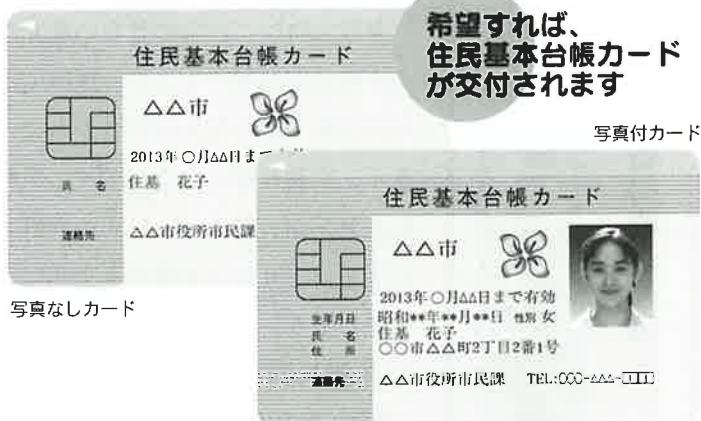 希望すれば、
住民基本台帳カード
が交付されます
住民基本台帳カード
△△市
2013年○月△△日ま
氏 名 住基 花子
連絡先 △△市役所市民課
写真なしカード
写真付カード
住民基本台帳カード
△△市
2013年○月△△日まで有効
生年月日 昭和**年**月**日 性別 女
氏 名 住基 花子
住 所 ○○市△△町2丁目2番1号
連絡先 △△市役所市民課 TEL:○○○-△△△-□□□□